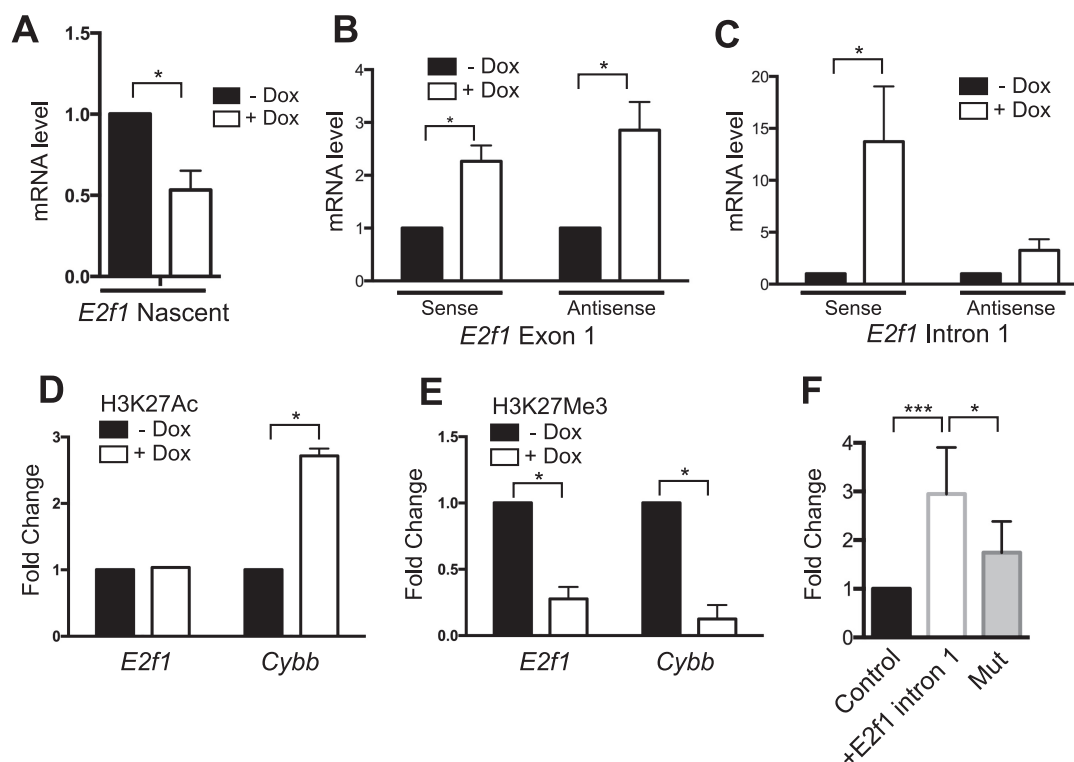 A
1.5
1.0
0.5
0.0
mRNA level
*
- Dox
+ Dox
E2f1 Nascent
B
4
3
2
1
0
mRNA level
- Dox
+ Dox
*
*
Sense
Antisense
E2f1 Exon 1
C
20
15
10
5
0
mRNA level
*
- Dox
+ Dox
Sense
Antisense
E2f1 Intron 1
D
H3K27Ac
- Dox
+ Dox
*
3
2
1
0
Fold Change
E2f1
Cybb
E
H3K27Me3
- Dox
+ Dox
1.5
1.0
0.5
0.0
Fold Change
*
*
E2f1
Cybb
F
***
*
4
3
2
1
0
Fold Change
Control
+E2f1 intron 1
Mut